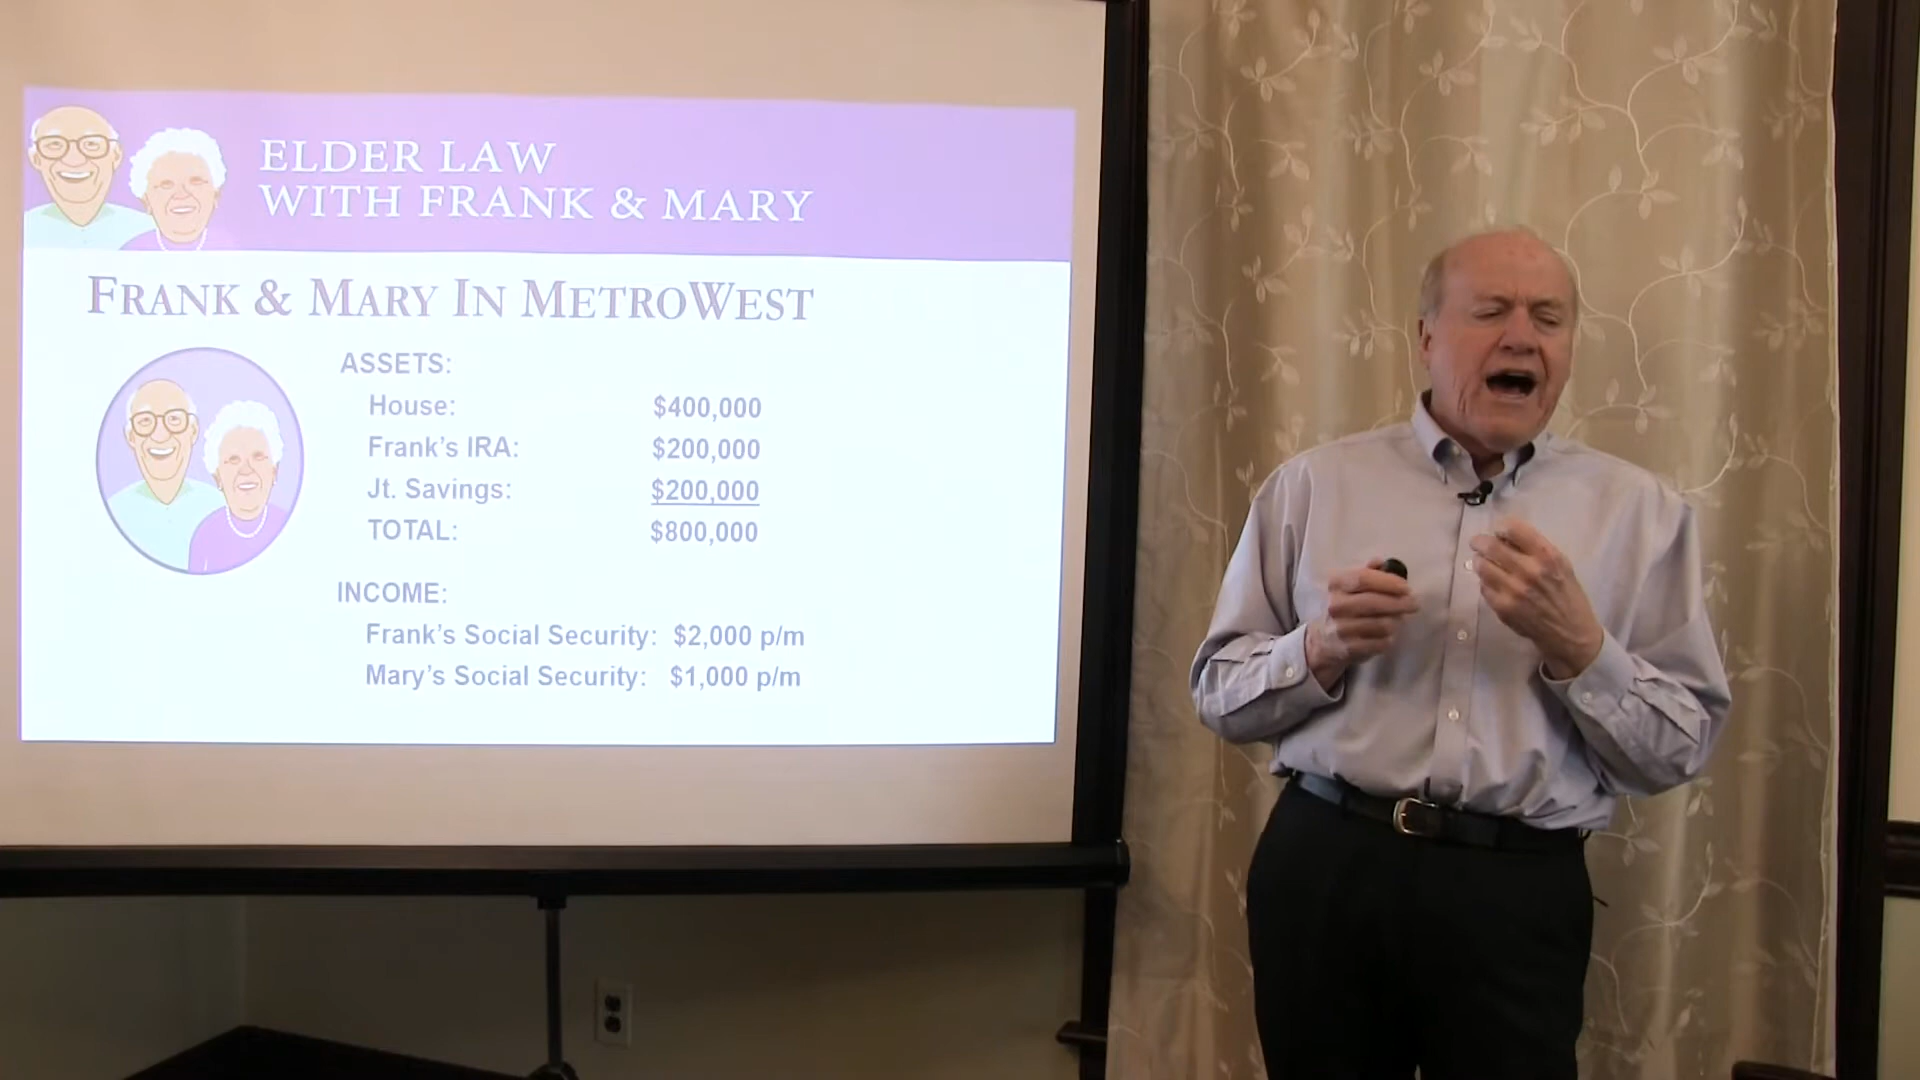 ELDER LAW
WITH FRANK & MARY
FRANK & MARY IN METROWEST
ASSETS:
House: $400,000
Frank's IRA: $200,000
Jt. Savings: $200,000
TOTAL: $800,000
INCOME:
Frank's Social Security: $2,000 p/m
Mary's Social Security: $1,000 p/m